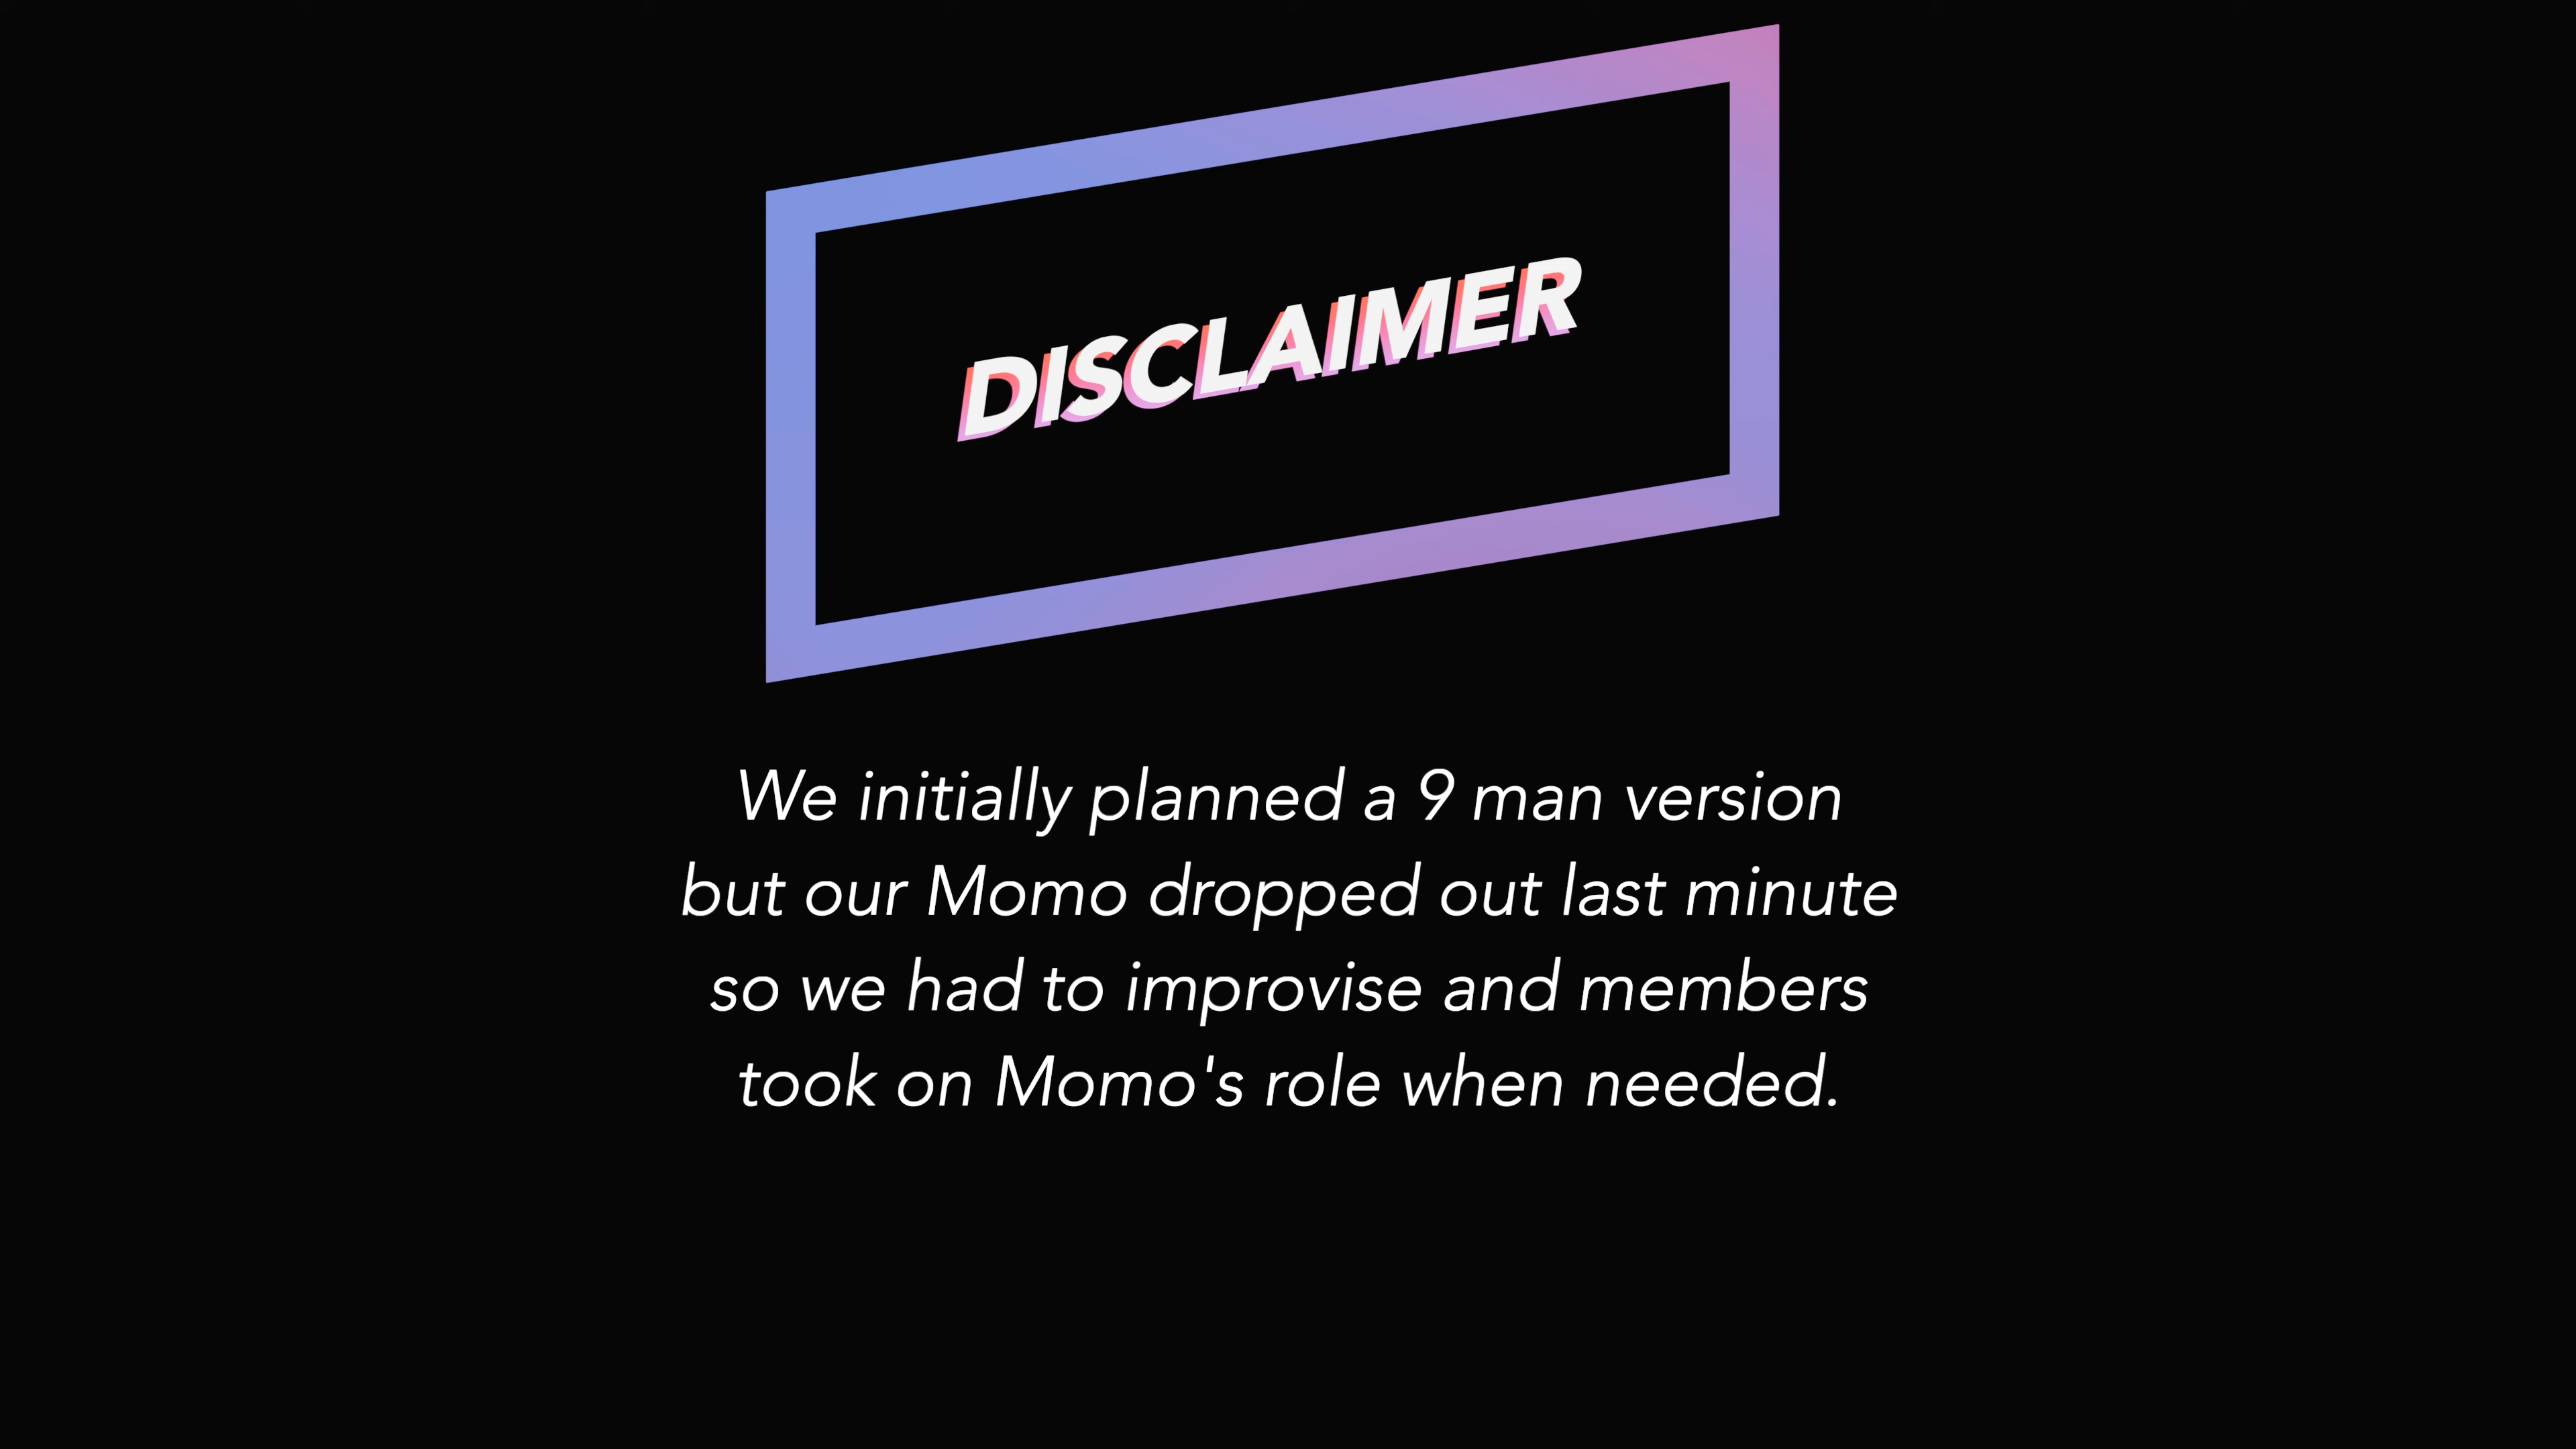 DISCLAIMER
We initially planned a 9 man version
but our Momo dropped out last minute
so we had to improvise and members
took on Momo's role when needed.